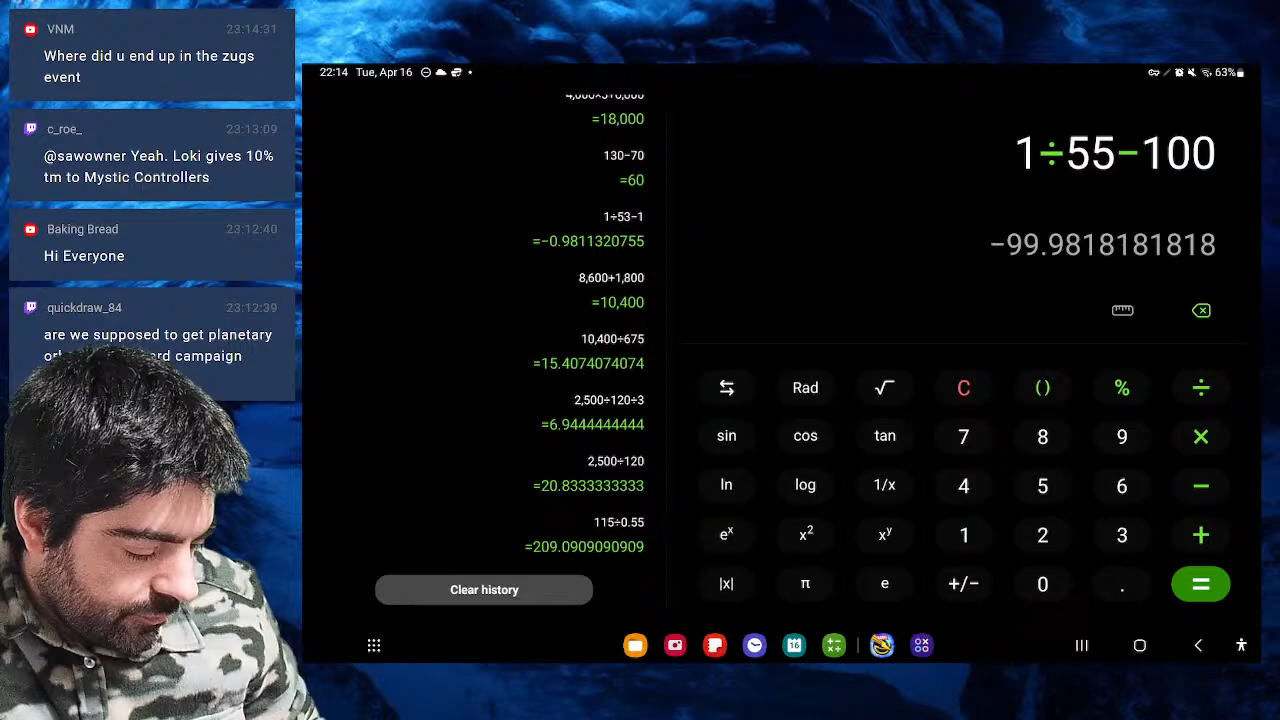 VNM
23:14:31
Where did u end up in the zugs
event
c_roe_
23:13:09
@sawowner Yeah. Loki gives 10%
tm to Mystic Controllers
Baking Bread
23:12:40
Hi Everyone
quickdraw_84
23:12:39
are we supposed to get planetary
campaign
22:14 Tue, Apr 16
63%
=18,000
130−70
=60
1÷53−1
=−0.9811320755
8,600+1,800
=10,400
10,400÷675
=15.4074074074
2,500÷120÷3
=6.9444444444
2,500÷120
=20.8333333333
115÷0.55
=209.0909090909
Clear history
1÷55−100
−99.9818181818
⇆ Rad √ C () % ÷
sin cos tan 7 8 9 ×
ln log 1/x 4 5 6 −
eˣ x² xʸ 1 2 3 +
|x| π e +/− 0 . =
16